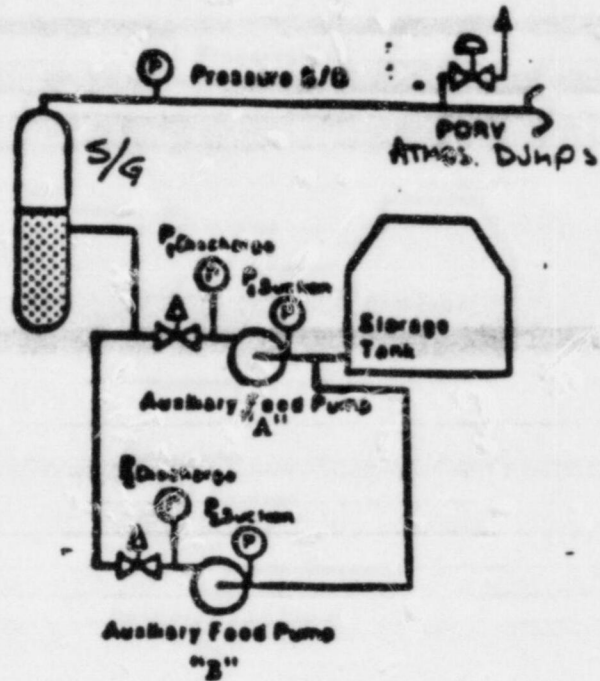 P
Pressure S/G
PORV
ATMOS. DUMPS
S/G
P Discharge
P
P Suction
P
Storage
Tank
Auxiliary Feed Pump
"A"
P Discharge
P
P Suction
P
Auxiliary Feed Pump
"B"